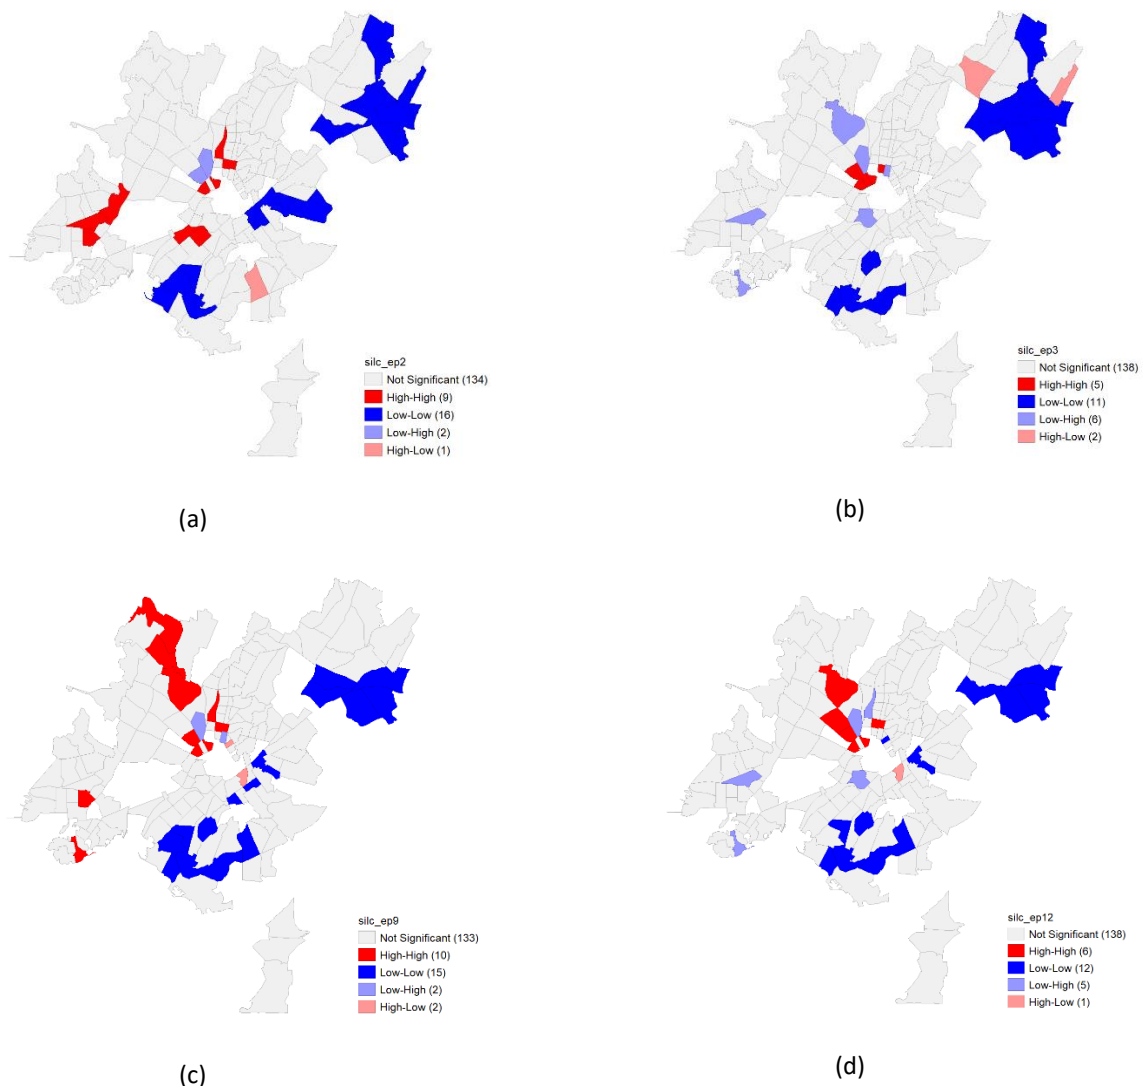 silc_ep2
Not Significant (134)
High-High (9)
Low-Low (16)
Low-High (2)
High-Low (1)
(a)
silc_ep3
Not Significant (138)
High-High (5)
Low-Low (11)
Low-High (6)
High-Low (2)
(b)
silc_ep9
Not Significant (133)
High-High (10)
Low-Low (15)
Low-High (2)
High-Low (2)
(c)
silc_ep12
Not Significant (138)
High-High (6)
Low-Low (12)
Low-High (5)
High-Low (1)
(d)